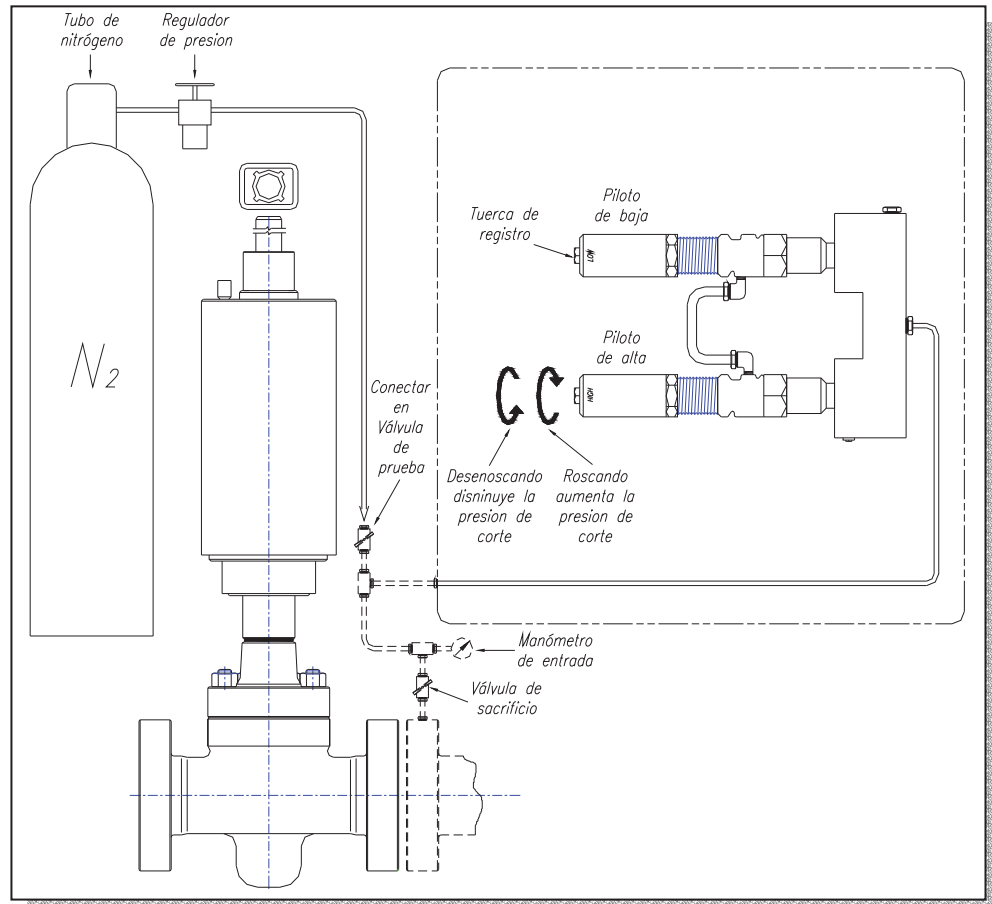 Tubo de
nitrógeno
Regulador
de presion
N2
Piloto
de baja
Tuerca de
registro
LOW
Piloto
de alta
HIGH
Conectar
en
Válvula
de
prueba
Desenoscando
disninuye la
presion de
corte
Roscando
aumenta la
presion de
corte
Manómetro
de entrada
Válvula de
sacrificio